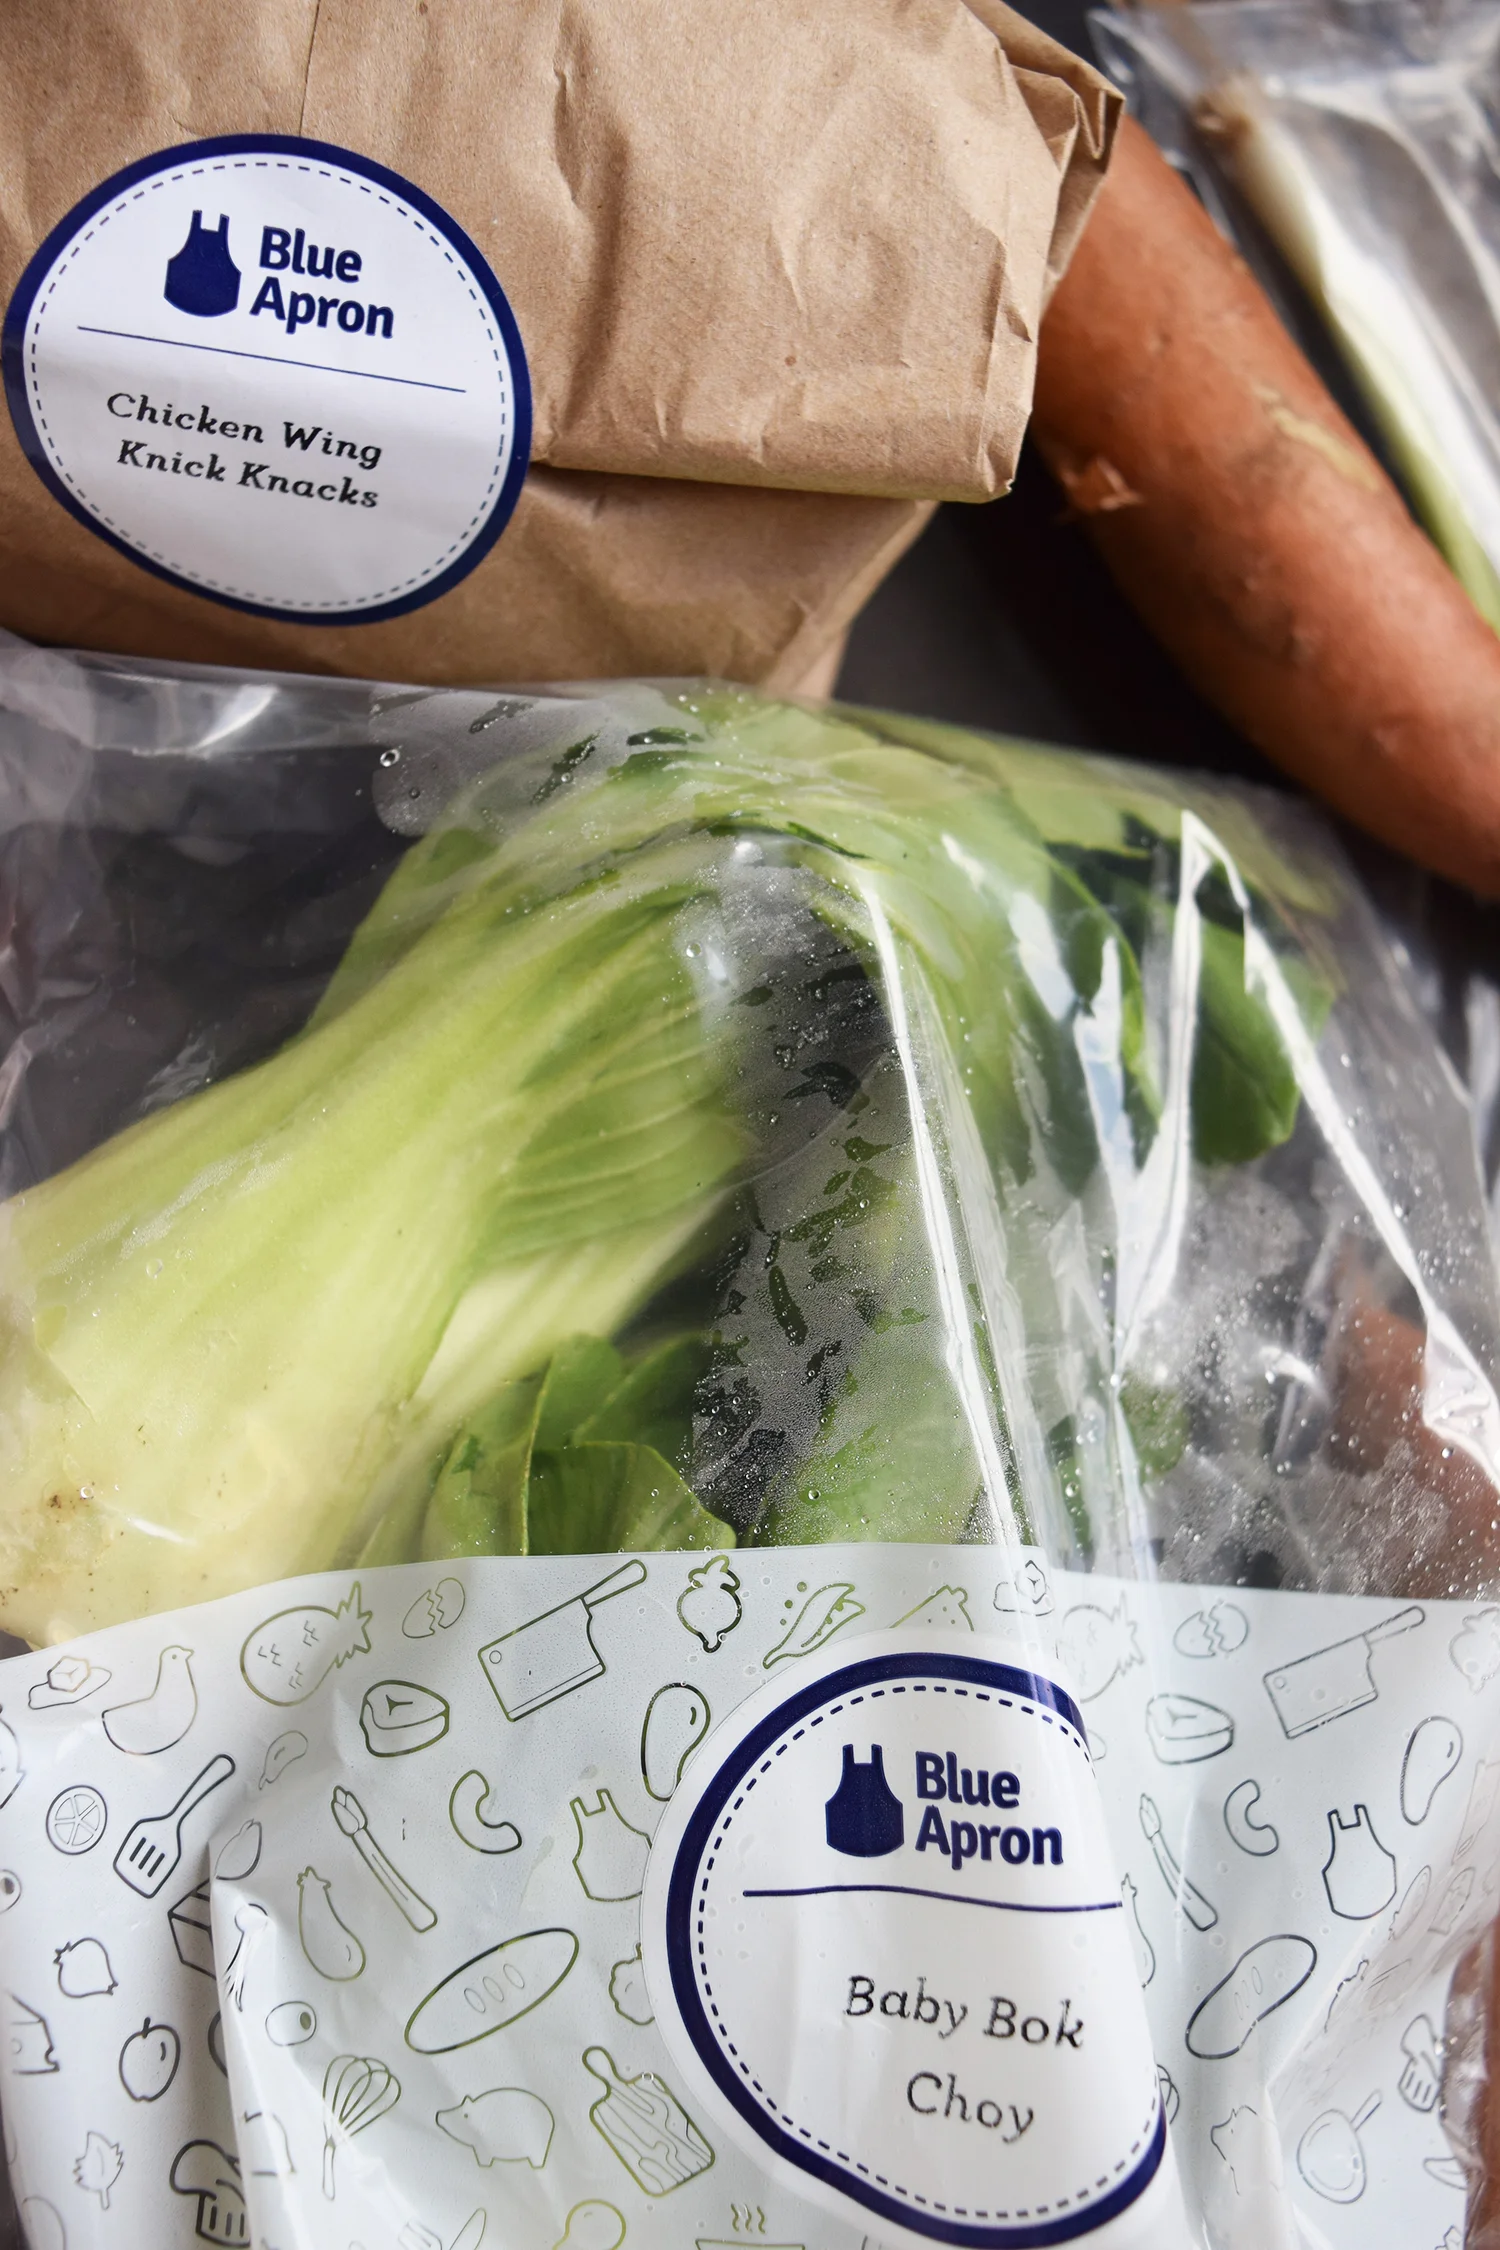 Blue
Apron
Chicken Wing
Knick Knacks
Blue
Apron
Baby Bok
Choy